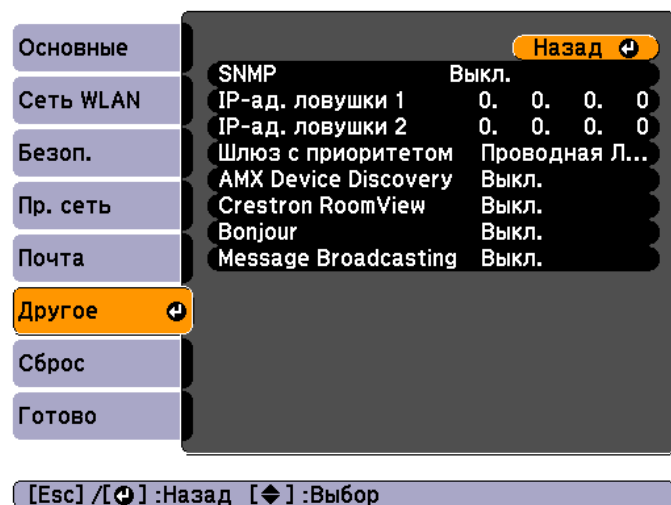 Основные
Сеть WLAN
Безоп.
Пр. сеть
Почта
Другое
Сброс
Готово
Назад
SNMP Выкл.
IP-ад. ловушки 1 0. 0. 0. 0
IP-ад. ловушки 2 0. 0. 0. 0
Шлюз с приоритетом Проводная Л...
AMX Device Discovery Выкл.
Crestron RoomView Выкл.
Bonjour Выкл.
Message Broadcasting Выкл.
[Esc] /[⏎] :Назад [◆] :Выбор